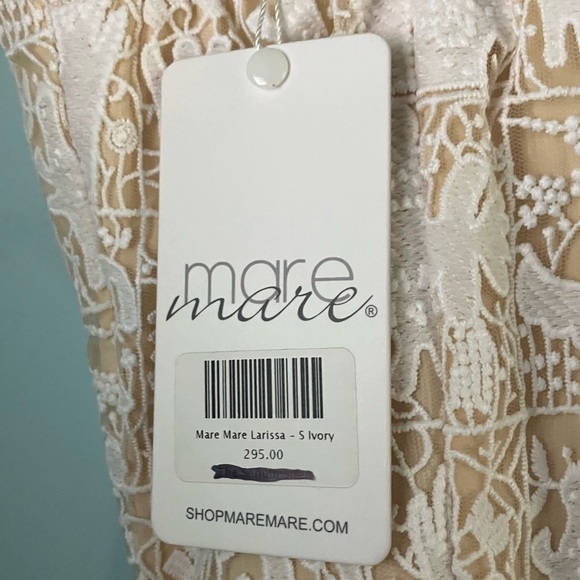 mare
mare®
Mare Mare Larissa - S Ivory
295.00
SHOPMAREMARE.COM